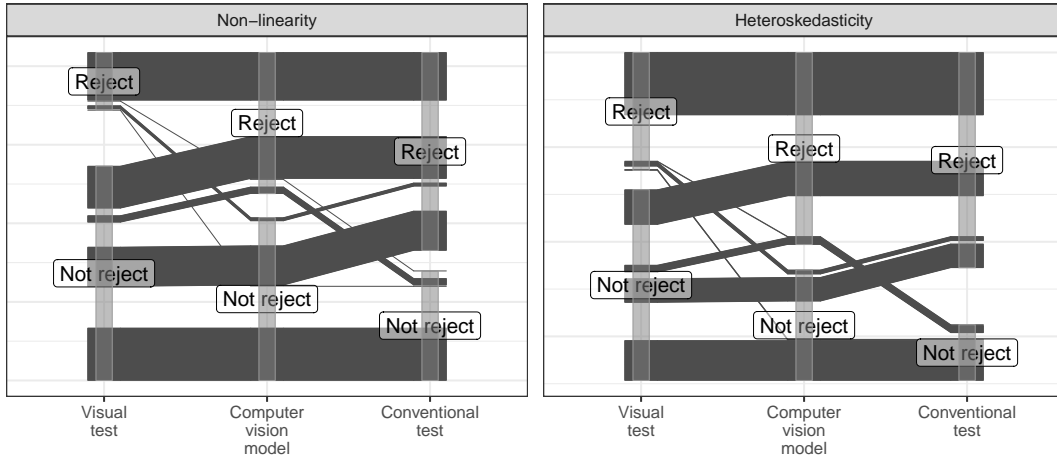 Non−linearity
Heteroskedasticity
Reject
Reject
Reject
Not reject
Not reject
Not reject
Reject
Reject
Reject
Not reject
Not reject
Not reject
Visual
test
Computer
vision
model
Conventional
test
Visual
test
Computer
vision
model
Conventional
test